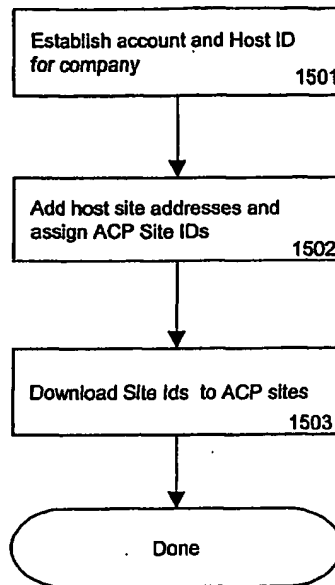 Establish account and Host ID
for company
1501
Add host site addresses and
assign ACP Site IDs
1502
Download Site Ids to ACP sites
1503
Done